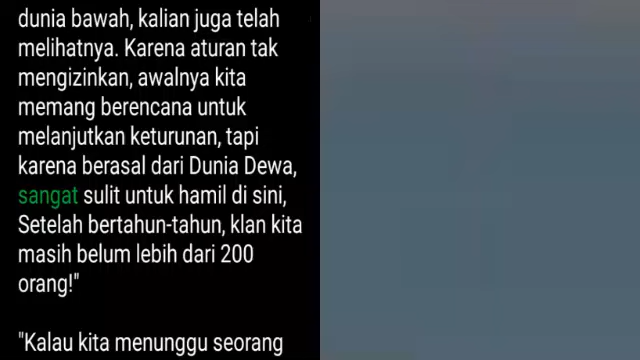 dunia bawah, kalian juga telah
melihatnya. Karena aturan tak
mengizinkan, awalnya kita
memang berencana untuk
melanjutkan keturunan, tapi
karena berasal dari Dunia Dewa,
sangat sulit untuk hamil di sini,
Setelah bertahun-tahun, klan kita
masih belum lebih dari 200
orang!"
"Kalau kita menunggu seorang